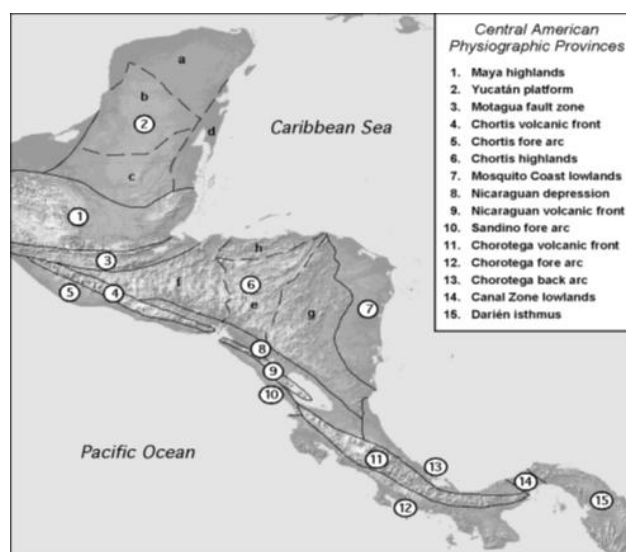 Central American
Physiographic Provinces
1. Maya highlands
2. Yucatán platform
3. Motagua fault zone
4. Chortis volcanic front
5. Chortis fore arc
6. Chortis highlands
7. Mosquito Coast lowlands
8. Nicaraguan depression
9. Nicaraguan volcanic front
10. Sandino fore arc
11. Chorotega volcanic front
12. Chorotega fore arc
13. Chorotega back arc
14. Canal Zone lowlands
15. Darién isthmus
a
b
2
d
Caribbean Sea
c
1
h
3
f
6
5
4
e
7
g
8
9
10
Pacific Ocean
11
13
14
12
15